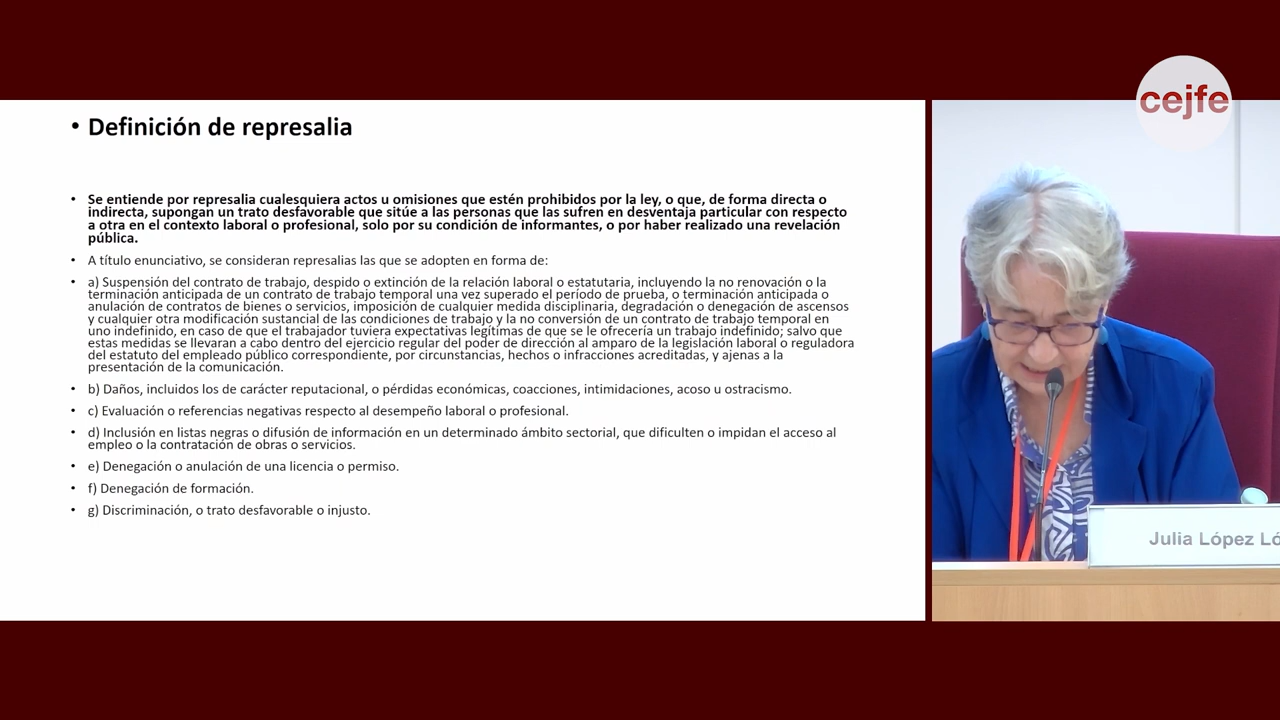 cejfe
• Definición de represalia
• Se entiende por represalia cualesquiera actos u omisiones que estén prohibidos por la ley, o que, de forma directa o
indirecta, supongan un trato desfavorable que sitúe a las personas que las sufren en desventaja particular con respecto
a otra en el contexto laboral o profesional, solo por su condición de informantes, o por haber realizado una revelación
pública.
• A título enunciativo, se consideran represalias las que se adopten en forma de:
• a) Suspensión del contrato de trabajo, despido o extinción de la relación laboral o estatutaria, incluyendo la no renovación o la
terminación anticipada de un contrato de trabajo temporal una vez superado el período de prueba, o terminación anticipada o
anulación de contratos de bienes o servicios, imposición de cualquier medida disciplinaria, degradación o denegación de ascensos
y cualquier otra modificación sustancial de las condiciones de trabajo y la no conversión de un contrato de trabajo temporal en
uno indefinido, en caso de que el trabajador tuviera expectativas legítimas de que se le ofrecería un trabajo indefinido; salvo que
estas medidas se llevaran a cabo dentro del ejercicio regular del poder de dirección al amparo de la legislación laboral o reguladora
del estatuto del empleado público correspondiente, por circunstancias, hechos o infracciones acreditadas, y ajenas a la
presentación de la comunicación.
• b) Daños, incluidos los de carácter reputacional, o pérdidas económicas, coacciones, intimidaciones, acoso u ostracismo.
• c) Evaluación o referencias negativas respecto al desempeño laboral o profesional.
• d) Inclusión en listas negras o difusión de información en un determinado ámbito sectorial, que dificulten o impidan el acceso al
empleo o la contratación de obras o servicios.
• e) Denegación o anulación de una licencia o permiso.
• f) Denegación de formación.
• g) Discriminación, o trato desfavorable o injusto.
Julia López Ló